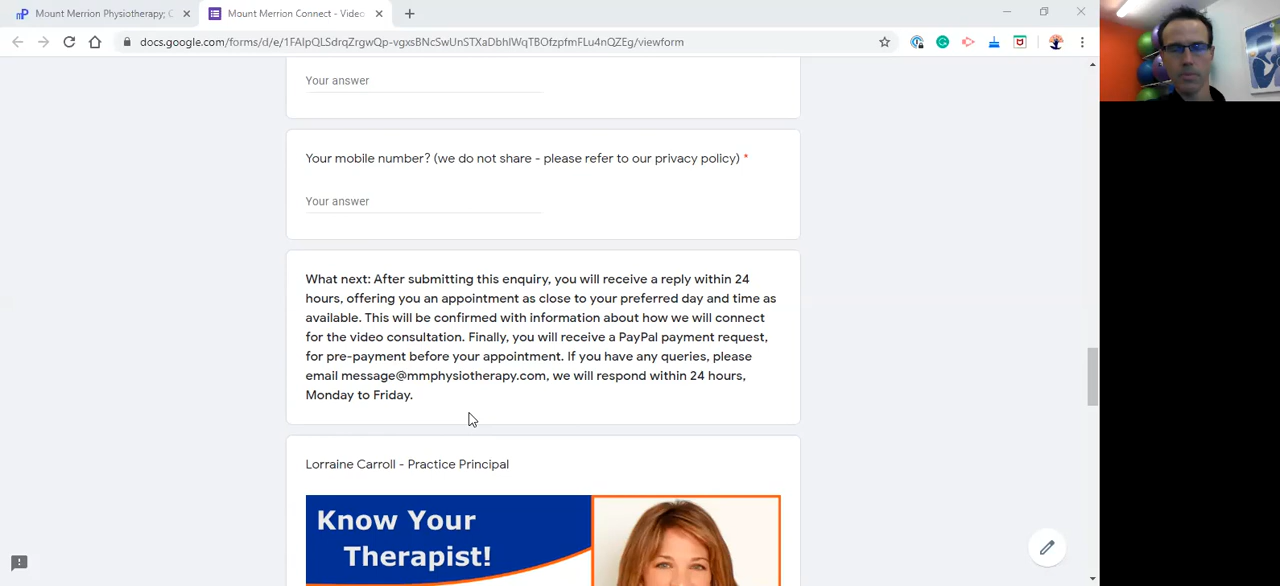 Mount Merrion Physiotherapy; C
Mount Merrion Connect - Video
docs.google.com/forms/d/e/1FAIpQLSdrqZrgwQp-vgxsBNcSwUnSTXaDbhlWqTBOfzpfmFLu4nQZEg/viewform
Your answer
Your mobile number? (we do not share - please refer to our privacy policy) *
Your answer
What next: After submitting this enquiry, you will receive a reply within 24
hours, offering you an appointment as close to your preferred day and time as
available. This will be confirmed with information about how we will connect
for the video consultation. Finally, you will receive a PayPal payment request,
for pre-payment before your appointment. If you have any queries, please
email message@mmphysiotherapy.com, we will respond within 24 hours,
Monday to Friday.
Lorraine Carroll - Practice Principal
Know Your
Therapist!